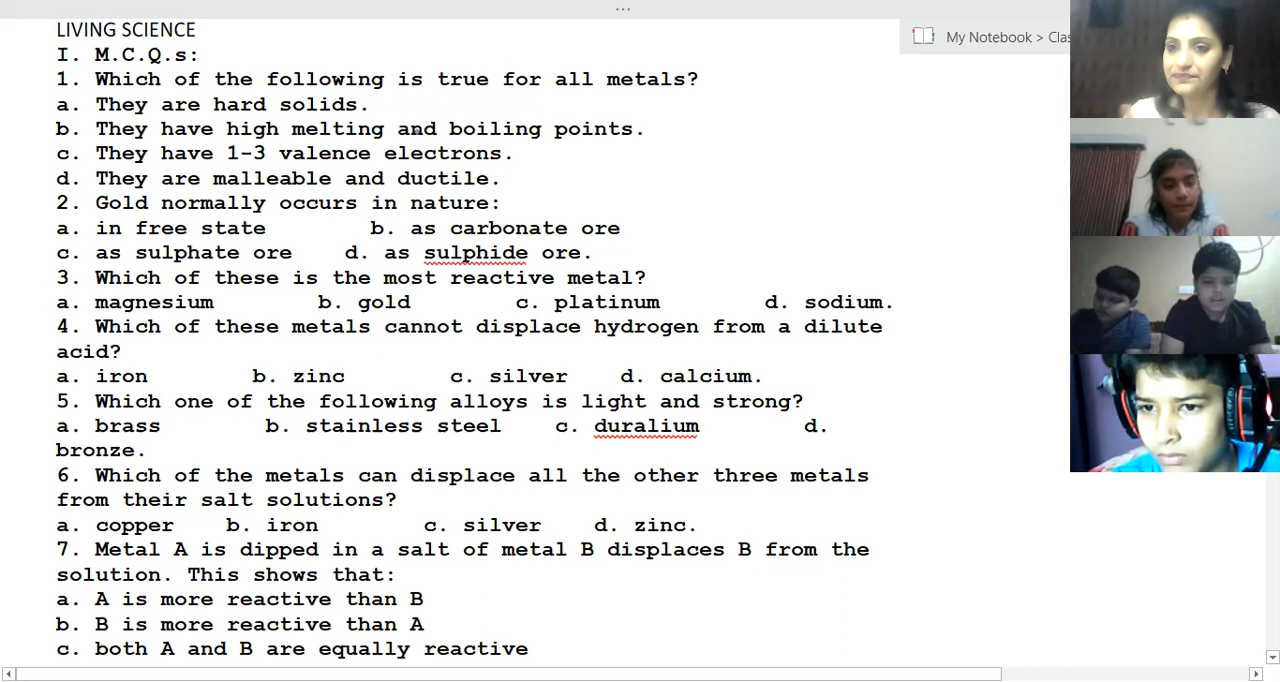 LIVING SCIENCE
My Notebook > Clas
I. M.C.Q.s:
1. Which of the following is true for all metals?
a. They are hard solids.
b. They have high melting and boiling points.
c. They have 1-3 valence electrons.
d. They are malleable and ductile.
2. Gold normally occurs in nature:
a. in free state b. as carbonate ore
c. as sulphate ore d. as sulphide ore.
3. Which of these is the most reactive metal?
a. magnesium b. gold c. platinum d. sodium.
4. Which of these metals cannot displace hydrogen from a dilute
acid?
a. iron b. zinc c. silver d. calcium.
5. Which one of the following alloys is light and strong?
a. brass b. stainless steel c. duralium d.
bronze.
6. Which of the metals can displace all the other three metals
from their salt solutions?
a. copper b. iron c. silver d. zinc.
7. Metal A is dipped in a salt of metal B displaces B from the
solution. This shows that:
a. A is more reactive than B
b. B is more reactive than A
c. both A and B are equally reactive